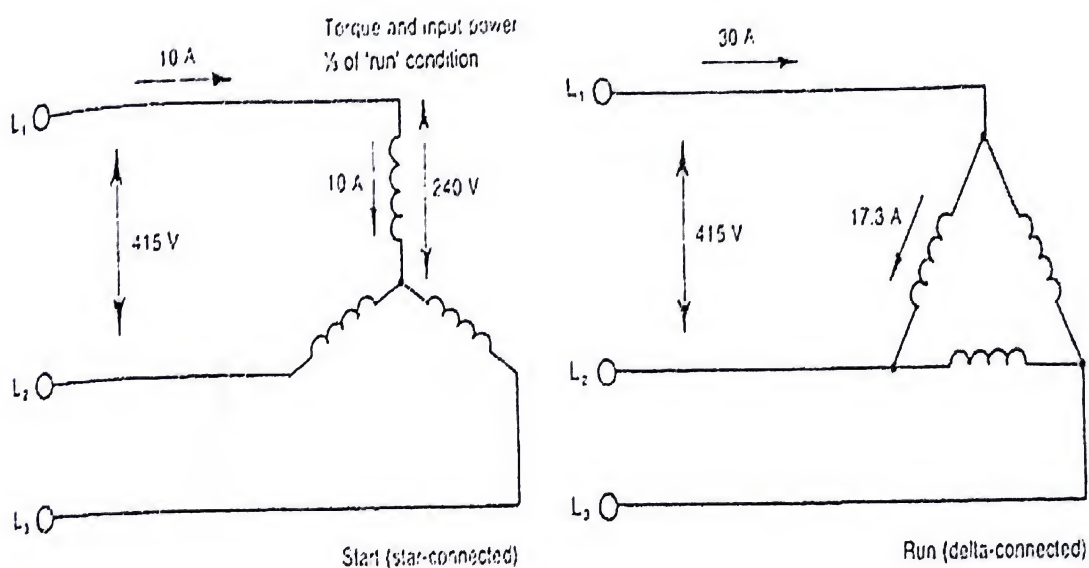 Torque and input power
⅓ of 'run' condition
10 A
L₁
10 A
240 V
415 V
L₂
L₃
Start (star-connected)
30 A
L₁
17.3 A
415 V
L₂
L₃
Run (delta-connected)